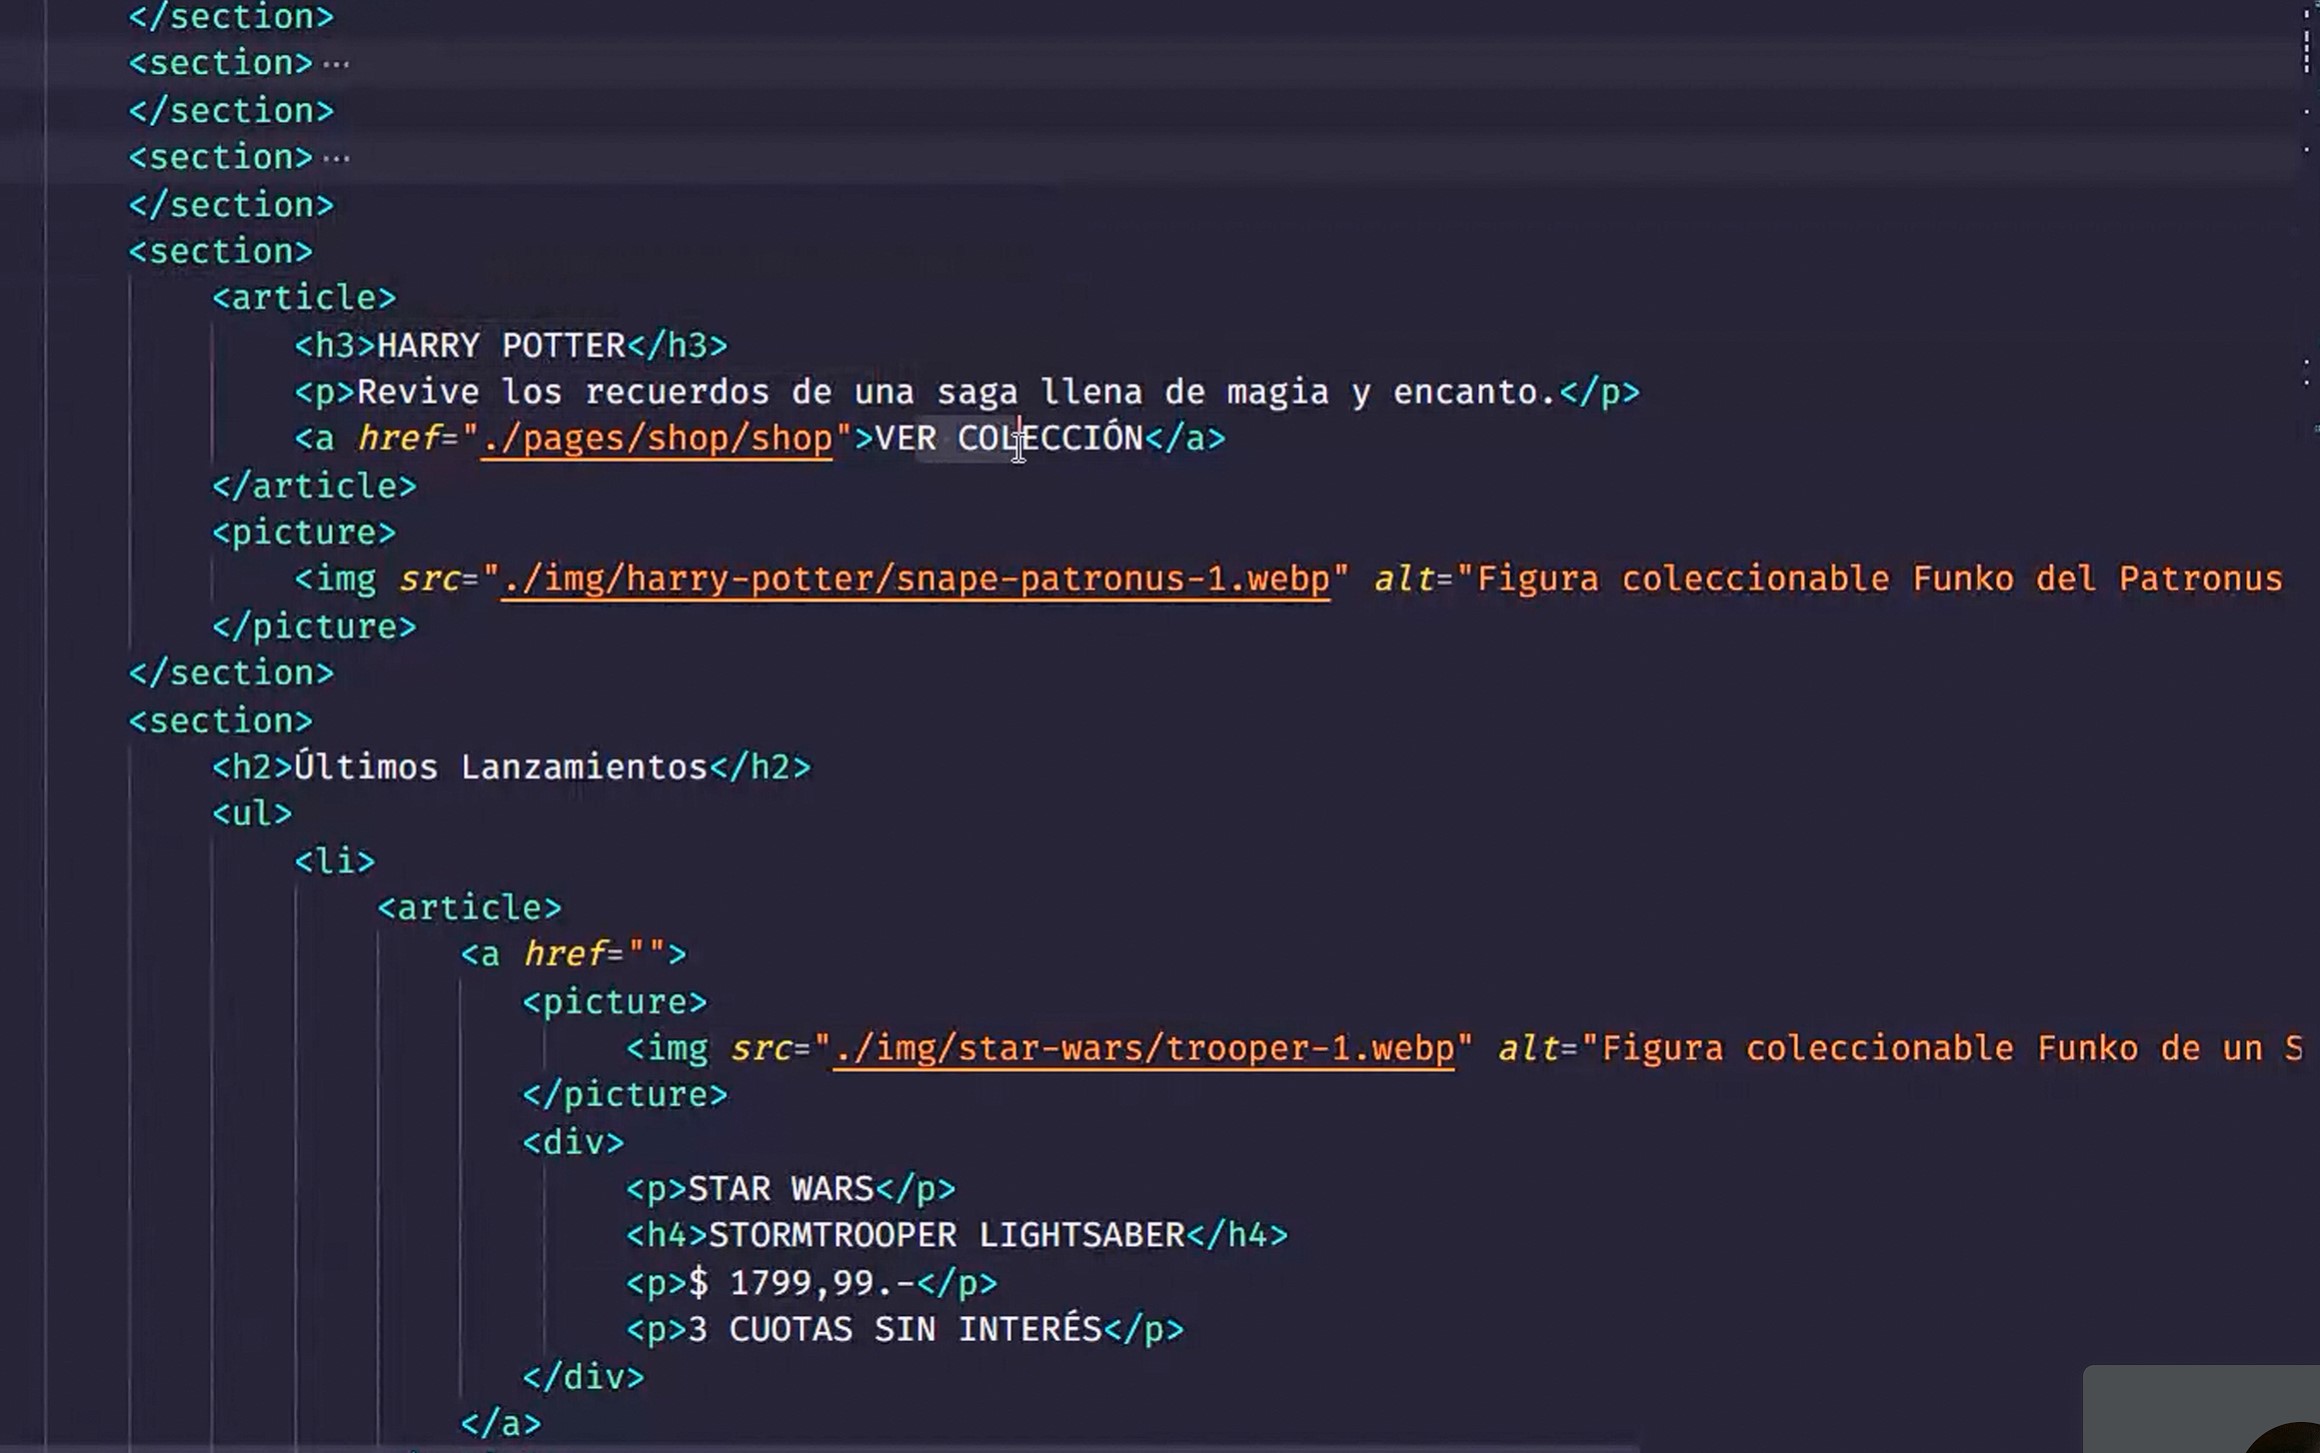 </section>
<section>...
</section>
<section>...
</section>
<section>
<article>
<h3>HARRY POTTER</h3>
<p>Revive los recuerdos de una saga llena de magia y encanto.</p>
<a href="./pages/shop/shop">VER COLECCIÓN</a>
</article>
<picture>
<img src="./img/harry-potter/snape-patronus-1.webp" alt="Figura coleccionable Funko del Patronus
</picture>
</section>
<section>
<h2>Últimos Lanzamientos</h2>
<ul>
<li>
<article>
<a href="">
<picture>
<img src="./img/star-wars/trooper-1.webp" alt="Figura coleccionable Funko de un S
</picture>
<div>
<p>STAR WARS</p>
<h4>STORMTROOPER LIGHTSABER</h4>
<p>$ 1799,99.-</p>
<p>3 CUOTAS SIN INTERÉS</p>
</div>
</a>